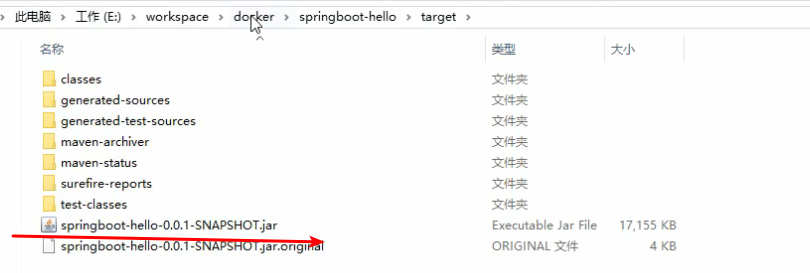 此电脑 > 工作 (E:) > workspace > docker > springboot-hello > target >
名称 类型 大小
classes 文件夹
generated-sources 文件夹
generated-test-sources 文件夹
maven-archiver 文件夹
maven-status 文件夹
surefire-reports 文件夹
test-classes 文件夹
springboot-hello-0.0.1-SNAPSHOT.jar Executable Jar File 17,155 KB
springboot-hello-0.0.1-SNAPSHOT.jar.original ORIGINAL 文件 4 KB